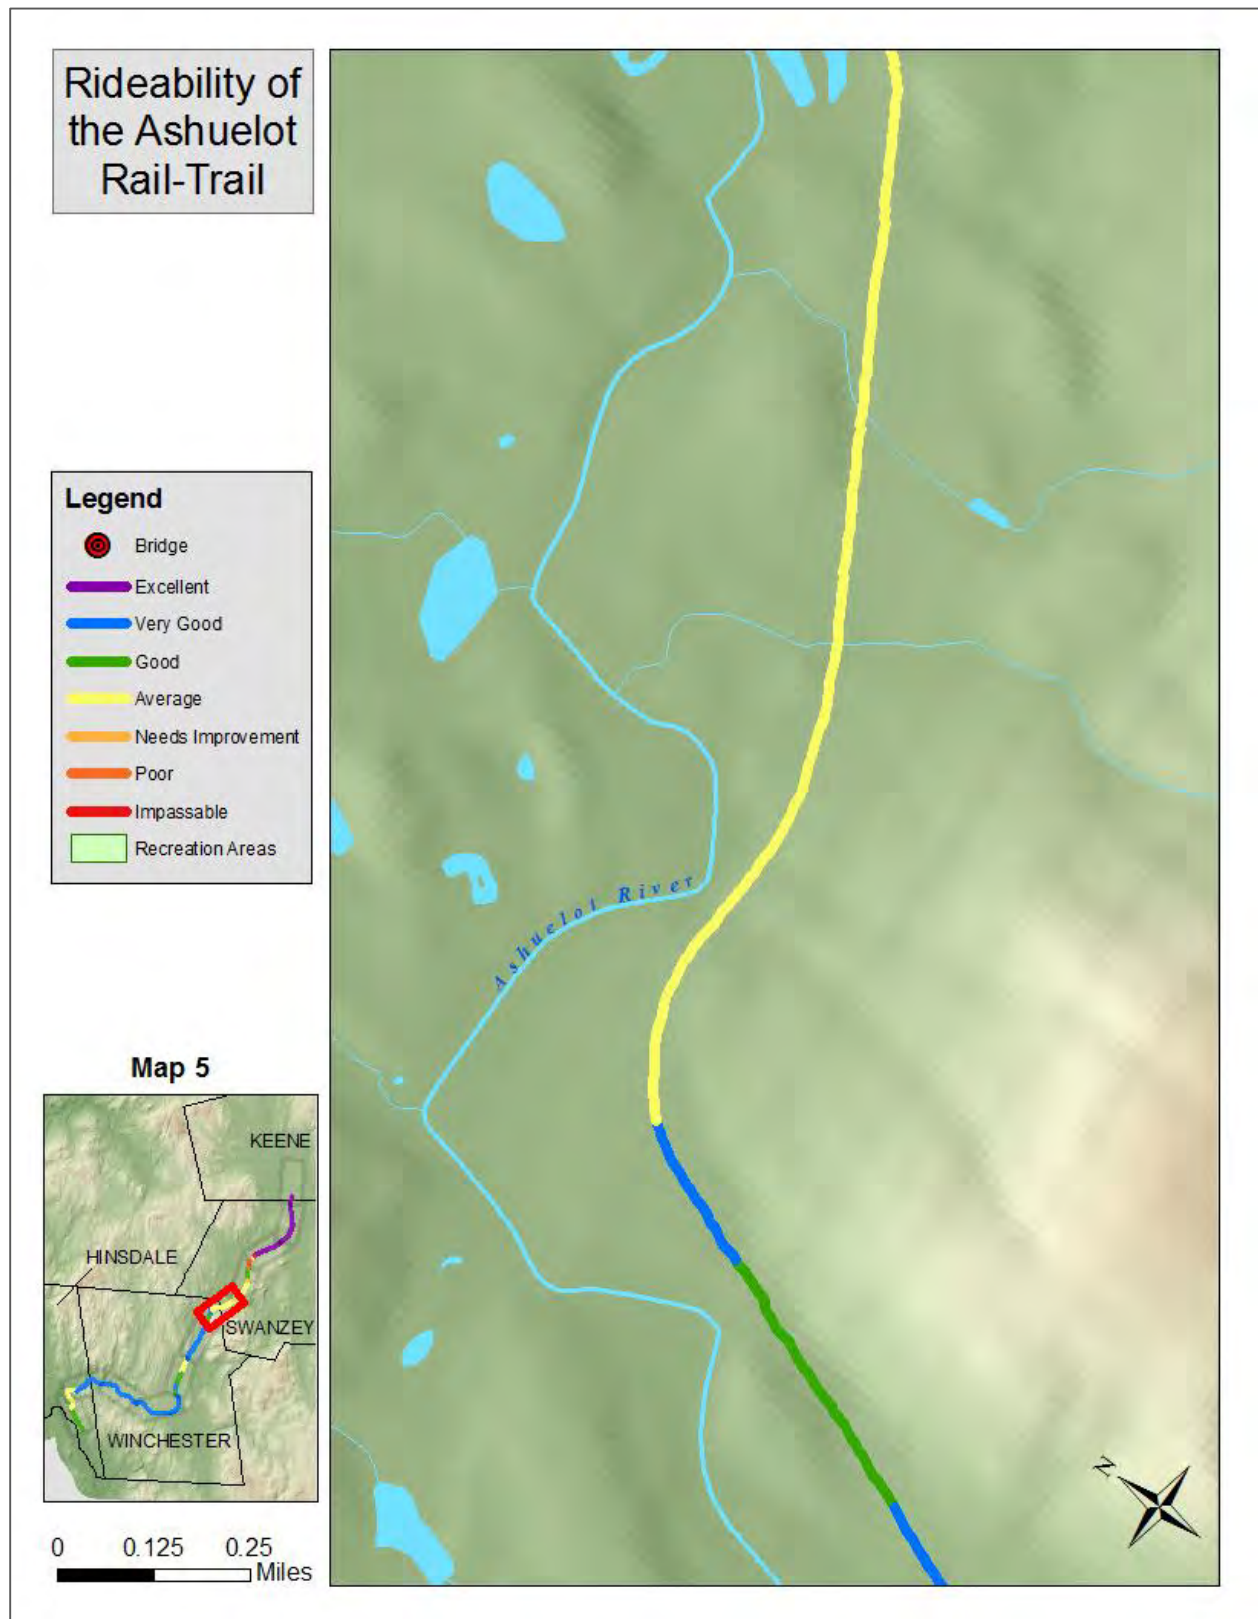 Rideability of
the Ashuelot
Rail-Trail
Legend
Bridge
Excellent
Very Good
Good
Average
Needs Improvement
Poor
Impassable
Recreation Areas
Ashuelot River
Map 5
KEENE
HINSDALE
SWANZEY
WINCHESTER
0 0.125 0.25
Miles
N